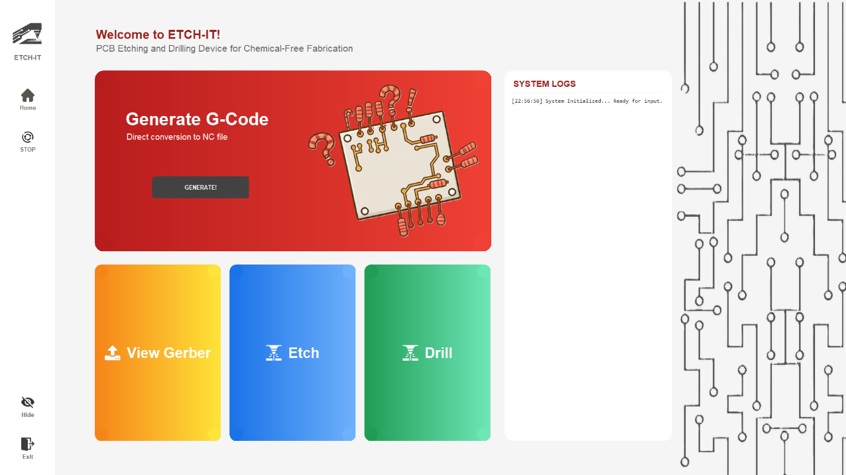 ETCH-IT
Home
STOP
Hide
Exit
Welcome to ETCH-IT!
PCB Etching and Drilling Device for Chemical-Free Fabrication
Generate G-Code
Direct conversion to NC file
GENERATE!
View Gerber
Etch
Drill
SYSTEM LOGS
[22:56:56] System Initialized... Ready for input.